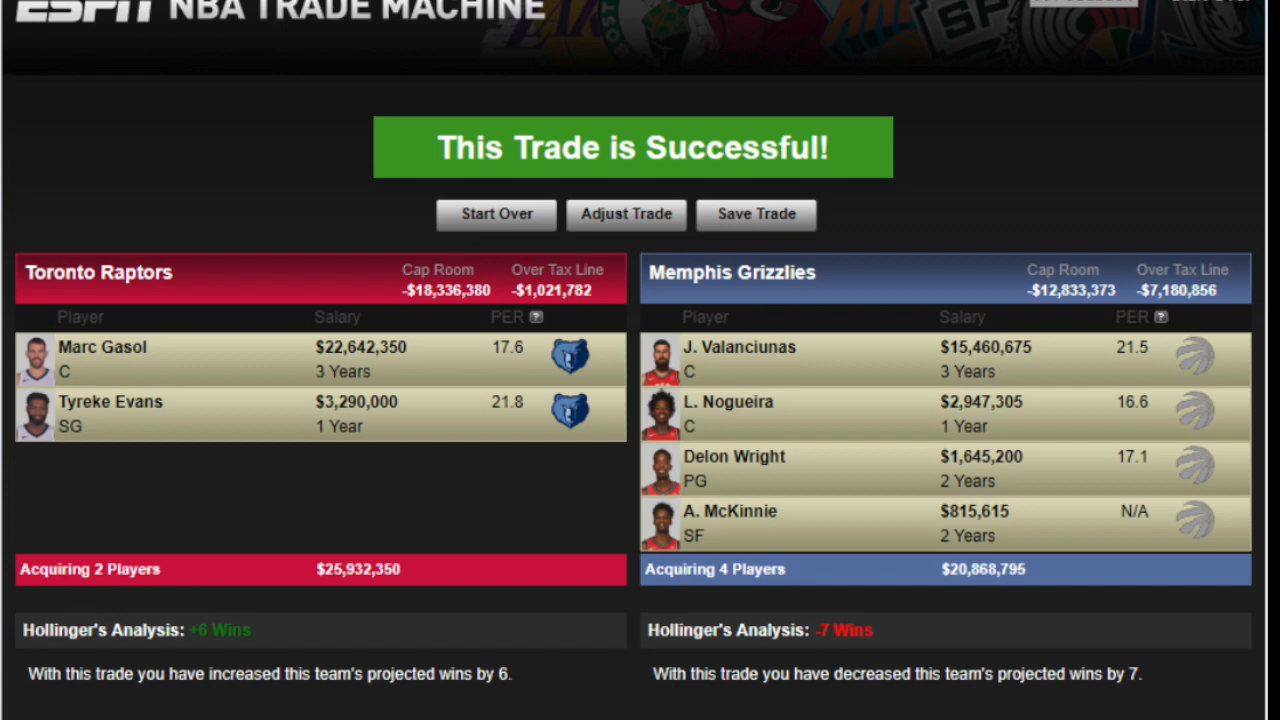 ESPN NBA TRADE MACHINE
This Trade is Successful!
Start Over Adjust Trade Save Trade
Toronto Raptors Cap Room Over Tax Line
-$18,336,380 -$1,021,782
Player Salary PER ?
Marc Gasol $22,642,350 17.6
C 3 Years
Tyreke Evans $3,290,000 21.8
SG 1 Year
Acquiring 2 Players $25,932,350
Hollinger's Analysis: +6 Wins
With this trade you have increased this team's projected wins by 6.
Memphis Grizzlies Cap Room Over Tax Line
-$12,833,373 -$7,180,856
Player Salary PER ?
J. Valanciunas $15,460,675 21.5
C 3 Years
L. Nogueira $2,947,305 16.6
C 1 Year
Delon Wright $1,645,200 17.1
PG 2 Years
A. McKinnie $815,615 N/A
SF 2 Years
Acquiring 4 Players $20,868,795
Hollinger's Analysis: -7 Wins
With this trade you have decreased this team's projected wins by 7.